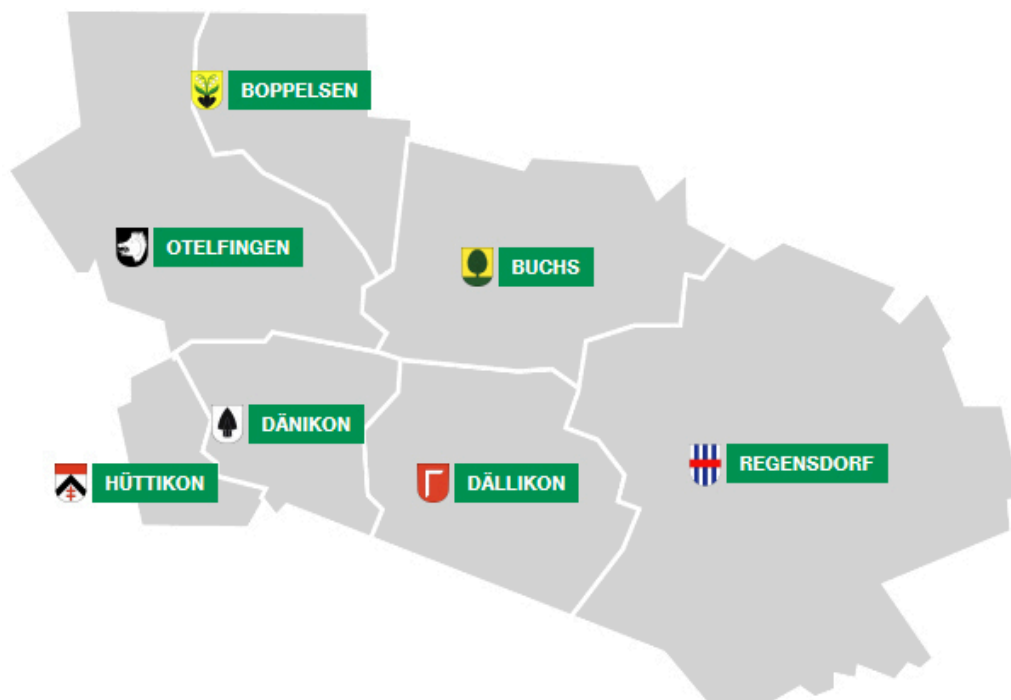 BOPPELSEN
OTELFINGEN
BUCHS
DÄNIKON
HÜTTIKON
DÄLLIKON
REGENSDORF